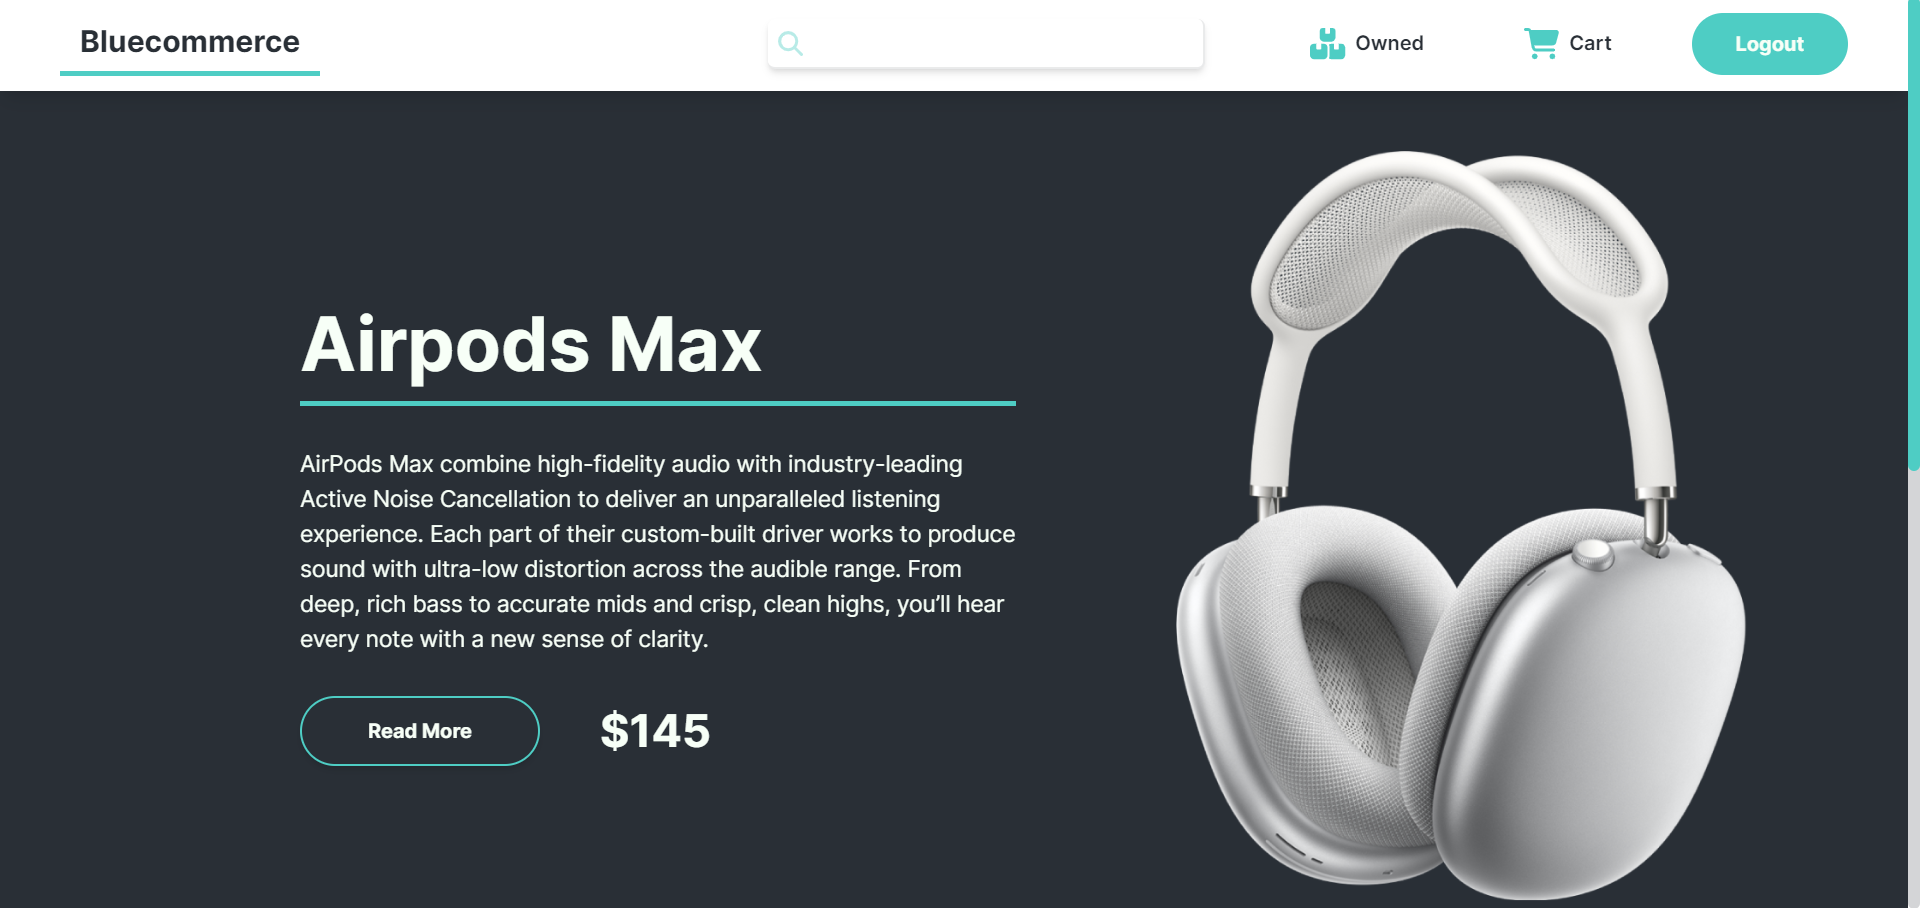 Bluecommerce
Owned
Cart
Logout
Airpods Max
AirPods Max combine high-fidelity audio with industry-leading
Active Noise Cancellation to deliver an unparalleled listening
experience. Each part of their custom-built driver works to produce
sound with ultra-low distortion across the audible range. From
deep, rich bass to accurate mids and crisp, clean highs, you’ll hear
every note with a new sense of clarity.
Read More
$145